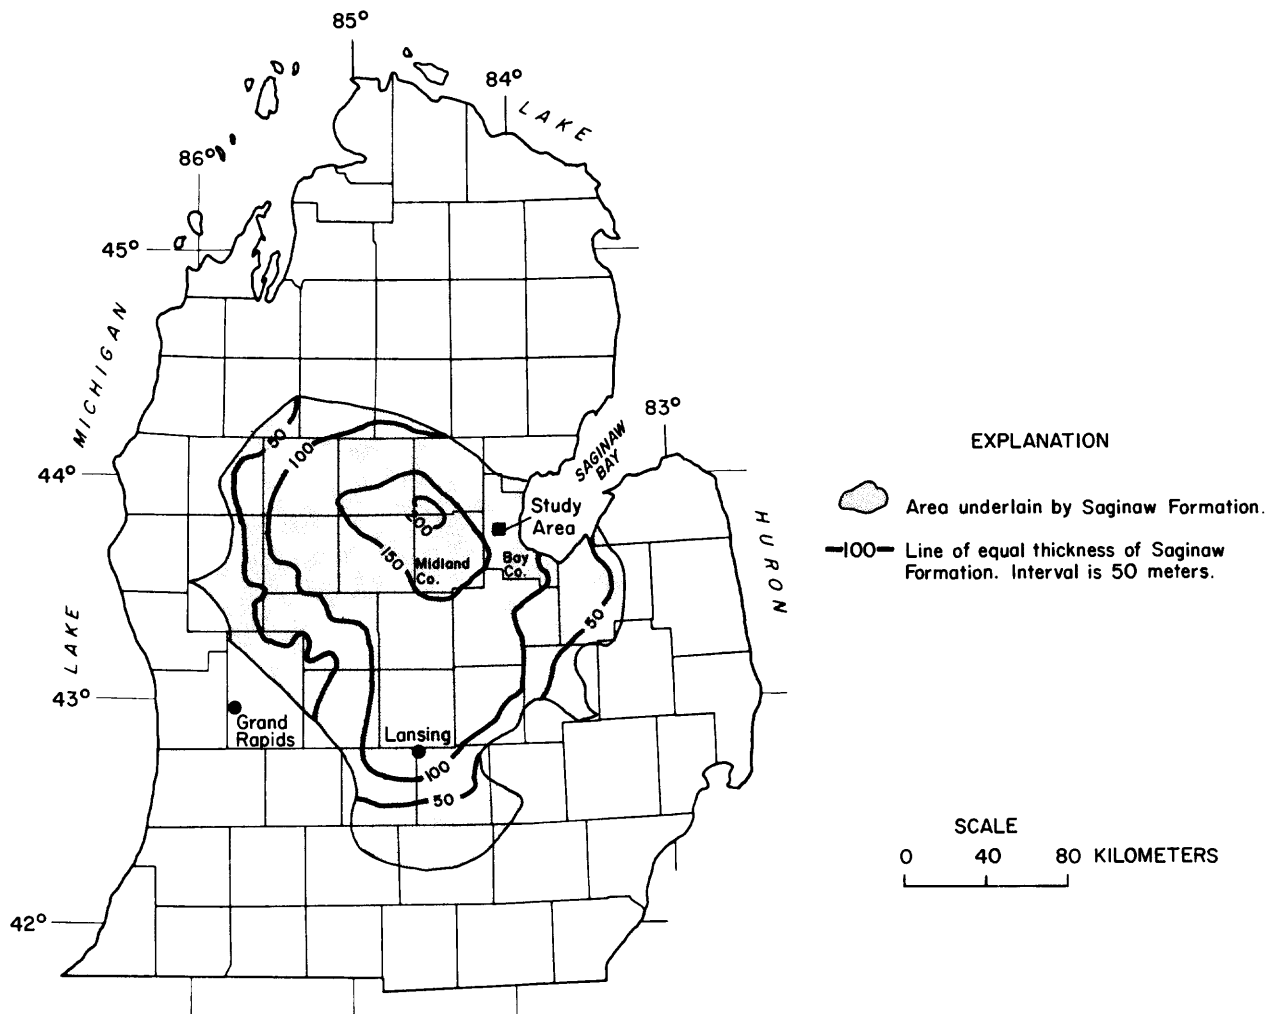 85°
84°
LAKE
86°
45°
MICHIGAN
83°
50
100
SAGINAW
BAY
EXPLANATION
44°
200
Study
Area
Area underlain by Saginaw Formation.
HURON
150
Midland
Co.
Bay
Co.
100 Line of equal thickness of Saginaw
Formation. Interval is 50 meters.
50
LAKE
43°
Grand
Rapids
Lansing
100
50
SCALE
0 40 80 KILOMETERS
42°